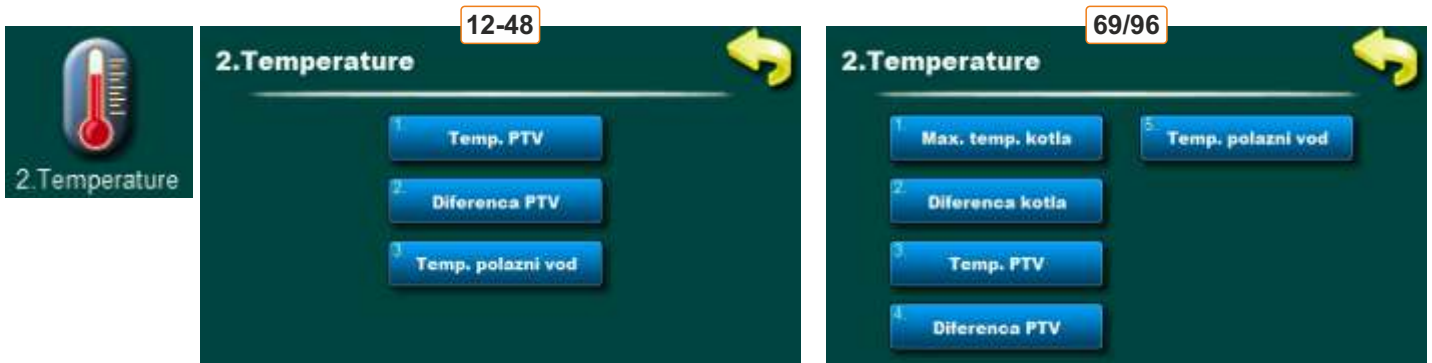 2.Temperature
12-48
2.Temperature
1. Temp. PTV
2. Diferenca PTV
3. Temp. polazni vod
69/96
2.Temperature
1. Max. temp. kotla
2. Diferenca kotla
3. Temp. PTV
4. Diferenca PTV
5. Temp. polazni vod